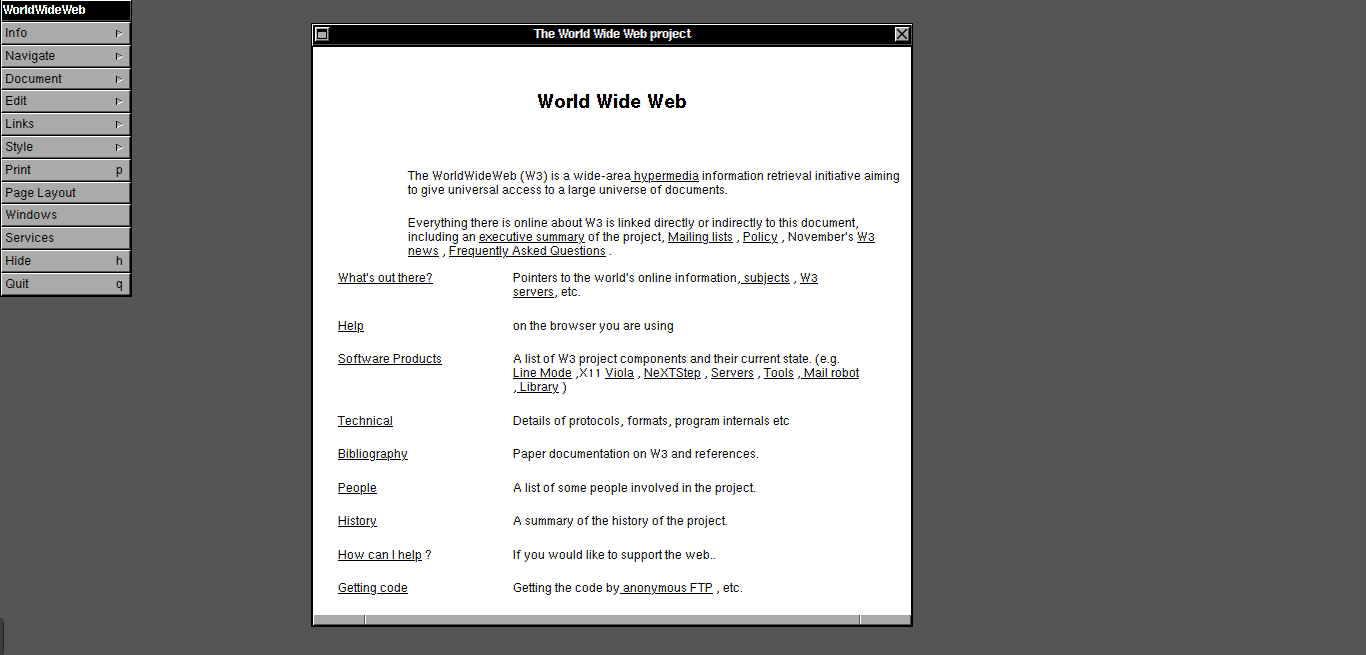 WorldWideWeb
Info
Navigate
Document
Edit
Links
Style
Print p
Page Layout
Windows
Services
Hide h
Quit q
The World Wide Web project
World Wide Web
The WorldWideWeb (W3) is a wide-area hypermedia information retrieval initiative aiming
to give universal access to a large universe of documents.
Everything there is online about W3 is linked directly or indirectly to this document,
including an executive summary of the project, Mailing lists , Policy , November's W3
news , Frequently Asked Questions .
What's out there? Pointers to the world's online information, subjects , W3
servers, etc.
Help on the browser you are using
Software Products A list of W3 project components and their current state. (e.g.
Line Mode ,X11 Viola , NeXTStep , Servers , Tools , Mail robot
, Library )
Technical Details of protocols, formats, program internals etc
Bibliography Paper documentation on W3 and references.
People A list of some people involved in the project.
History A summary of the history of the project.
How can I help ? If you would like to support the web..
Getting code Getting the code by anonymous FTP , etc.